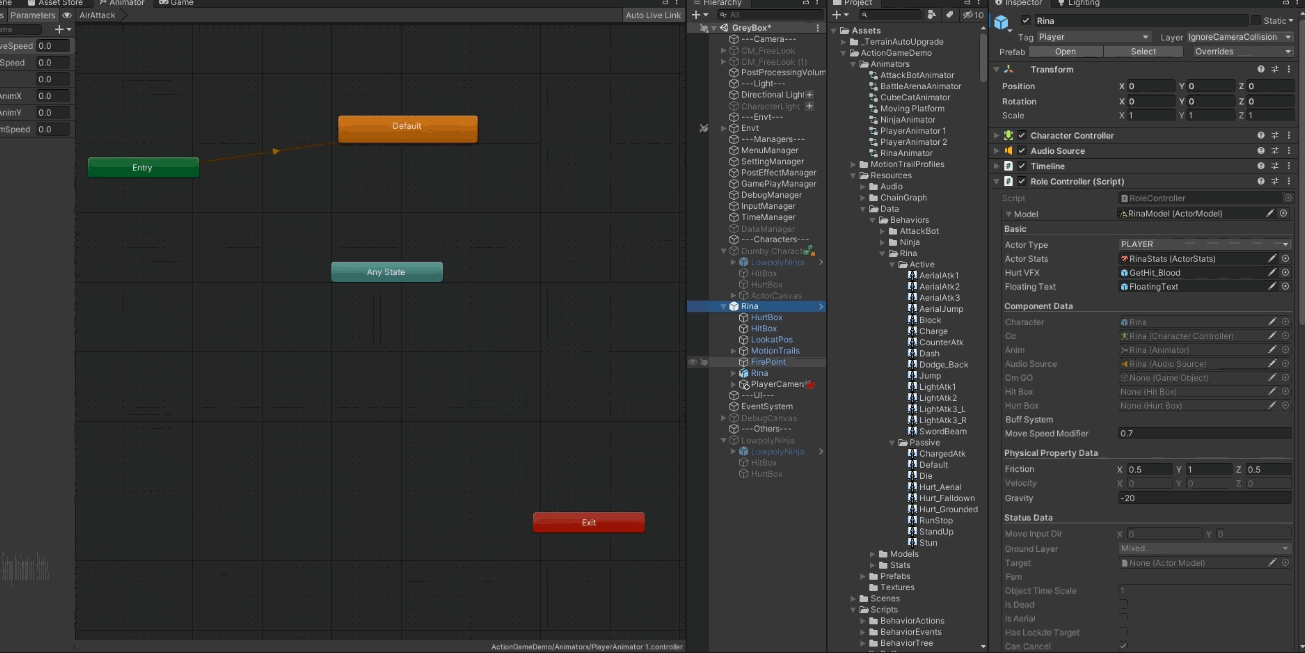 ene
Asset Store
Animator
Game
s
Parameters
AirAttack
Auto Live Link
veSpeed 0.0
Speed 0.0
0.0
AnimX 0.0
AnimY 0.0
mSpeed 0.0
Default
Entry
Any State
Exit
ActionGameDemo/Animators/PlayerAnimator 1.controller
Hierarchy
All
GreyBox*
---Camera---
CM_FreeLook
CM_FreeLook (1)
PostProcessingVolum
---Light---
Directional Light
CharacterLight
---Envt---
Envt
---Managers---
MenuManager
SettingManager
PostEffectManager
GamePlayManager
DebugManager
InputManager
TimeManager
DataManager
---Characters---
Dumby Charact
LowpolyNinja
HitBox
HurtBox
ActorCanvas
Rina
HurtBox
HitBox
LookatPos
MotionTrails
FirePoint
Rina
PlayerCamera
---UI---
EventSystem
DebugCanvas
---Others---
LowpolyNinja
LowpolyNinja
HitBox
HurtBox
Project
10
Assets
_TerrainAutoUpgrade
ActionGameDemo
Animators
AttackBotAnimator
BattleArenaAnimator
CubeCatAnimator
Moving Platform
NinjaAnimator
PlayerAnimator 1
PlayerAnimator 2
RinaAnimator
MotionTrailProfiles
Resources
Audio
ChainGraph
Data
Behaviors
AttackBot
Ninja
Rina
Active
AerialAtk1
AerialAtk2
AerialAtk3
AerialJump
Block
Charge
CounterAtk
Dash
Dodge_Back
Jump
LightAtk1
LightAtk2
LightAtk3_L
LightAtk3_R
SwordBeam
Passive
ChargedAtk
Default
Die
Hurt_Aerial
Hurt_Falldown
Hurt_Grounded
RunStop
StandUp
Stun
Models
Stats
Prefabs
Textures
Scenes
Scripts
BehaviorActions
BehaviorEvents
BehaviorTree
Inspector
Lighting
Rina
Static
Tag Player Layer IgnoreCameraCollision
Prefab Open Select Overrides
Transform
Position X 0 Y 0 Z 0
Rotation X 0 Y 0 Z 0
Scale X 1 Y 1 Z 1
Character Controller
Audio Source
Timeline
Role Controller (Script)
Script RoleController
Model RinaModel (ActorModel)
Basic
Actor Type PLAYER
Actor Stats RinaStats (ActorStats)
Hurt VFX GetHit_Blood
Floating Text FloatingText
Component Data
Character Rina
Cc Rina (Character Controller)
Anim Rina (Animator)
Audio Source Rina (Audio Source)
Cm GO None (Game Object)
Hit Box None (Hit Box)
Hurt Box None (Hurt Box)
Buff System
Move Speed Modifier 0.7
Physical Property Data
Friction X 0.5 Y 1 Z 0.5
Velocity X 0 Y 0 Z 0
Gravity -20
Status Data
Move Input Dir X 0 Y 0
Ground Layer Mixed...
Target None (Actor Model)
Fsm
Object Time Scale 1
Is Dead
Is Aerial
Has Lockde Target
Can Cancel